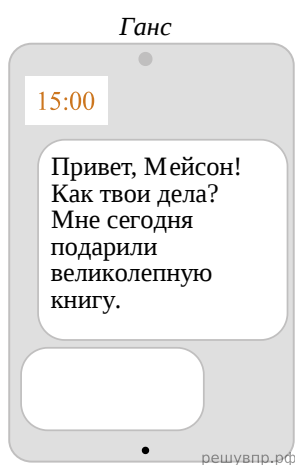 Ганс
15:00
Привет, Мейсон!
Как твои дела?
Мне сегодня
подарили
великолепную
книгу.
решувпр.рф